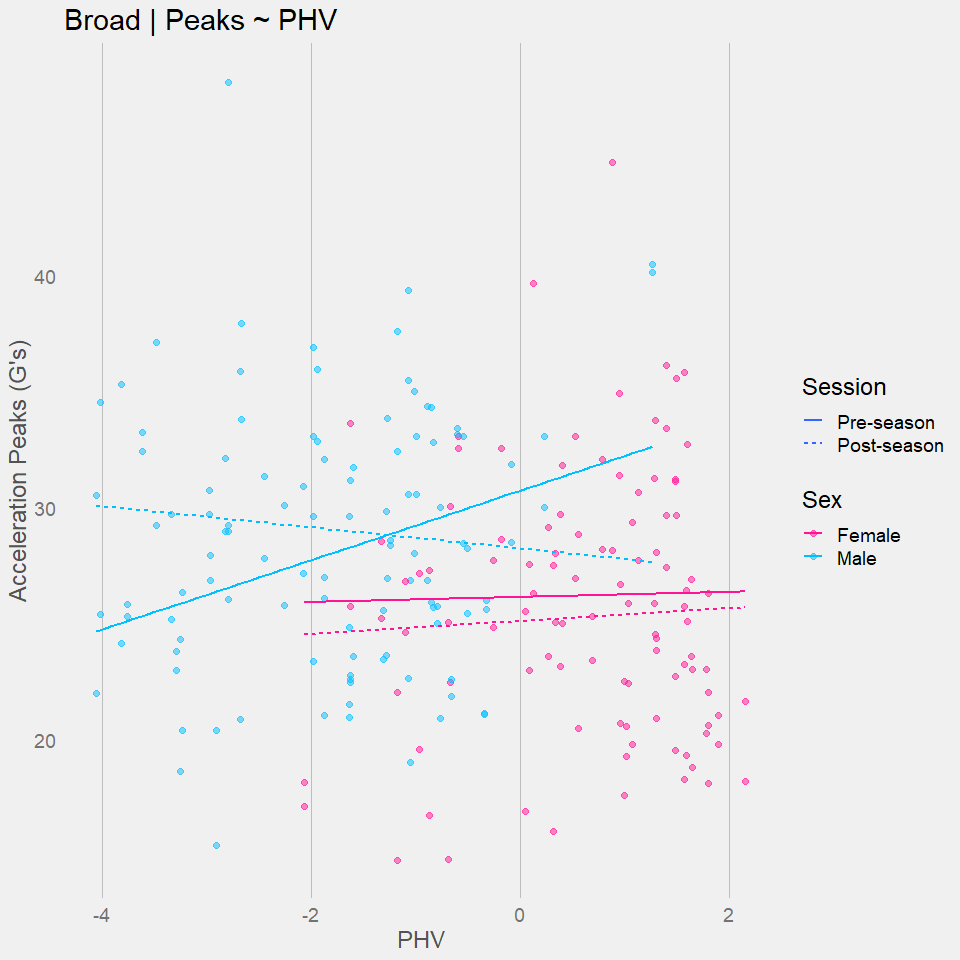 Broad | Peaks ~ PHV
Acceleration Peaks (G's)
40
30
20
-4
-2
0
2
PHV
Session
Pre-season
Post-season
Sex
Female
Male